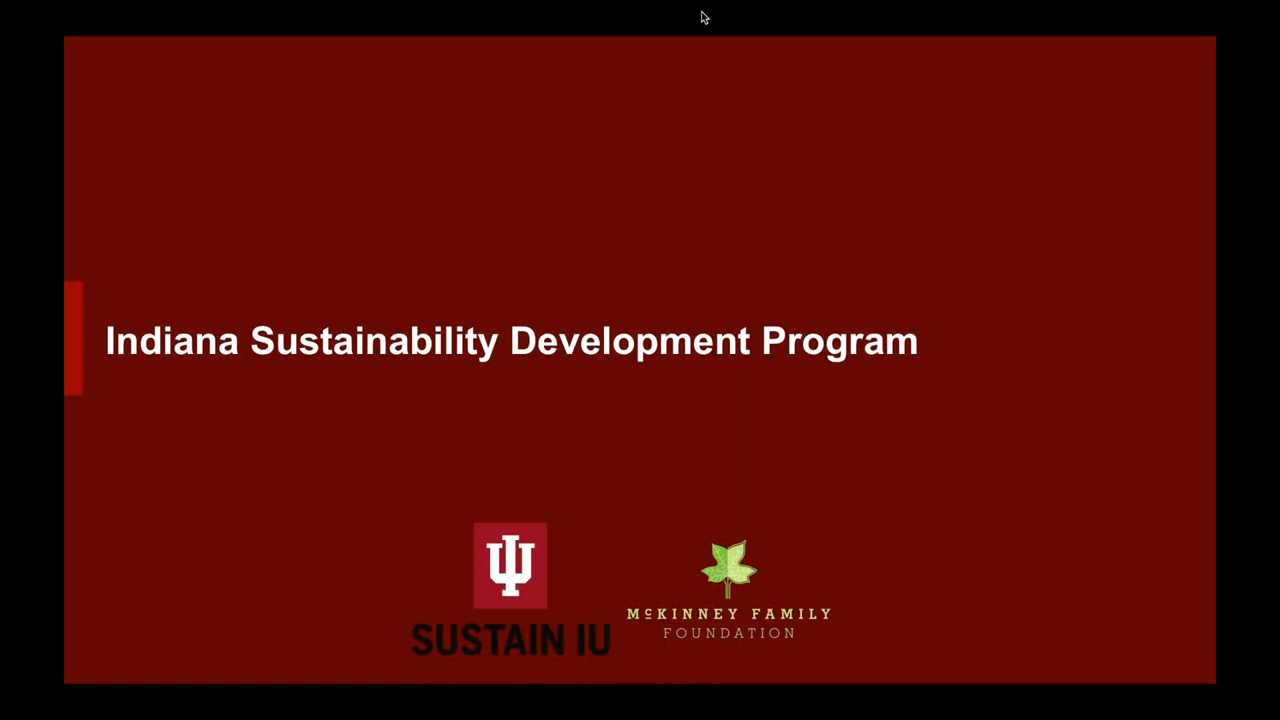 Indiana Sustainability Development Program
SUSTAIN IU
McKINNEY FAMILY
FOUNDATION